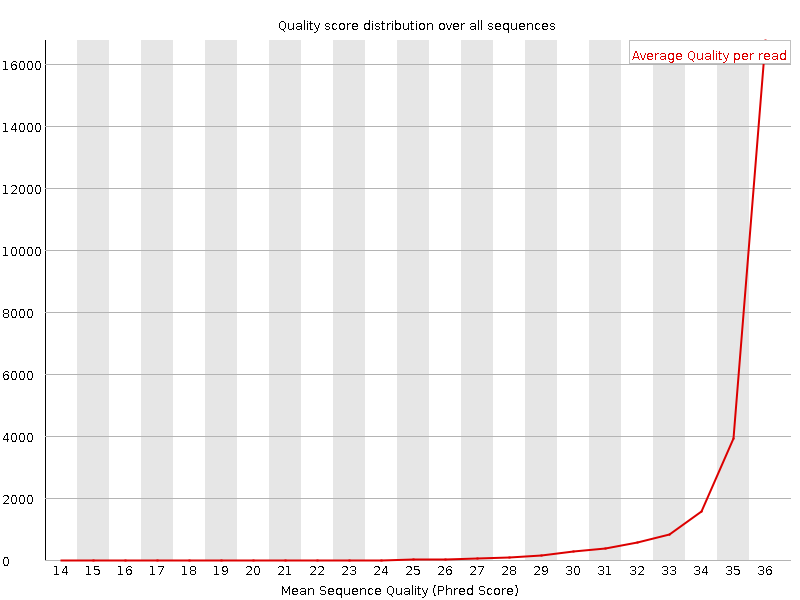 Quality score distribution over all sequences
Average Quality per read
16000
14000
12000
10000
8000
6000
4000
2000
0
14 15 16 17 18 19 20 21 22 23 24 25 26 27 28 29 30 31 32 33 34 35 36
Mean Sequence Quality (Phred Score)